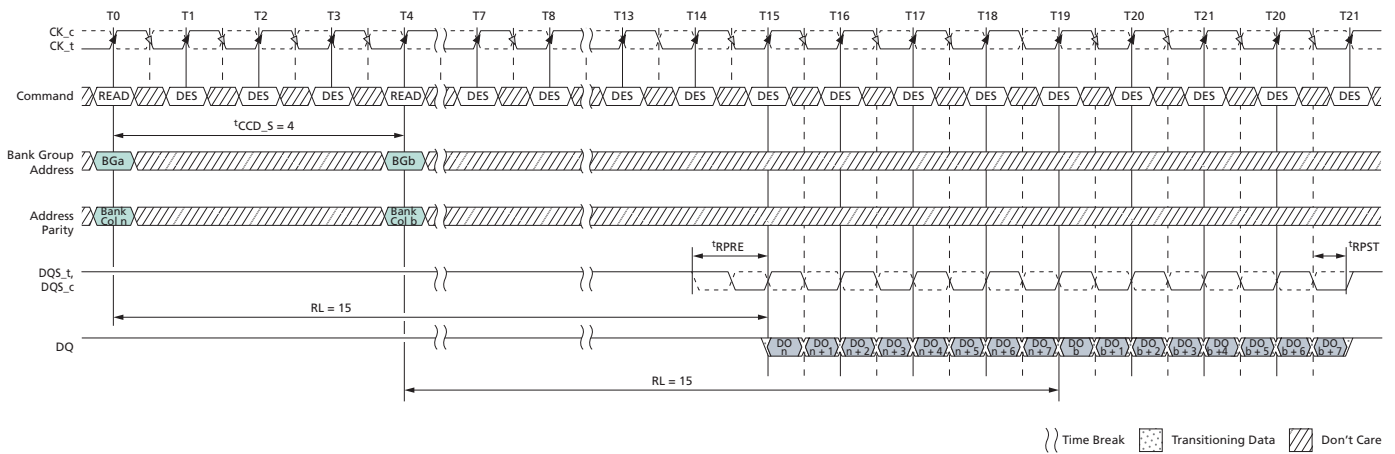 T0 T1 T2 T3 T4 T7 T8 T13 T14 T15 T16 T17 T18 T19 T20 T21 T20 T21
CK_c
CK_t
Command READ DES DES DES READ DES DES DES DES DES DES DES DES DES DES DES DES DES
tCCD_S = 4
Bank Group
Address
BGa BGb
Address
Parity
Bank
Col n
Bank
Col b
tRPRE tRPST
DQS_t,
DQS_c
RL = 15
DQ
DO
n
DO
n + 1
DO
n + 2
DO
n + 3
DO
n + 4
DO
n + 5
DO
n + 6
DO
n + 7
DO
b
DO
b + 1
DO
b + 2
DO
b + 3
DO
b + 4
DO
b + 5
DO
b + 6
DO
b + 7
RL = 15
Time Break Transitioning Data Don't Care